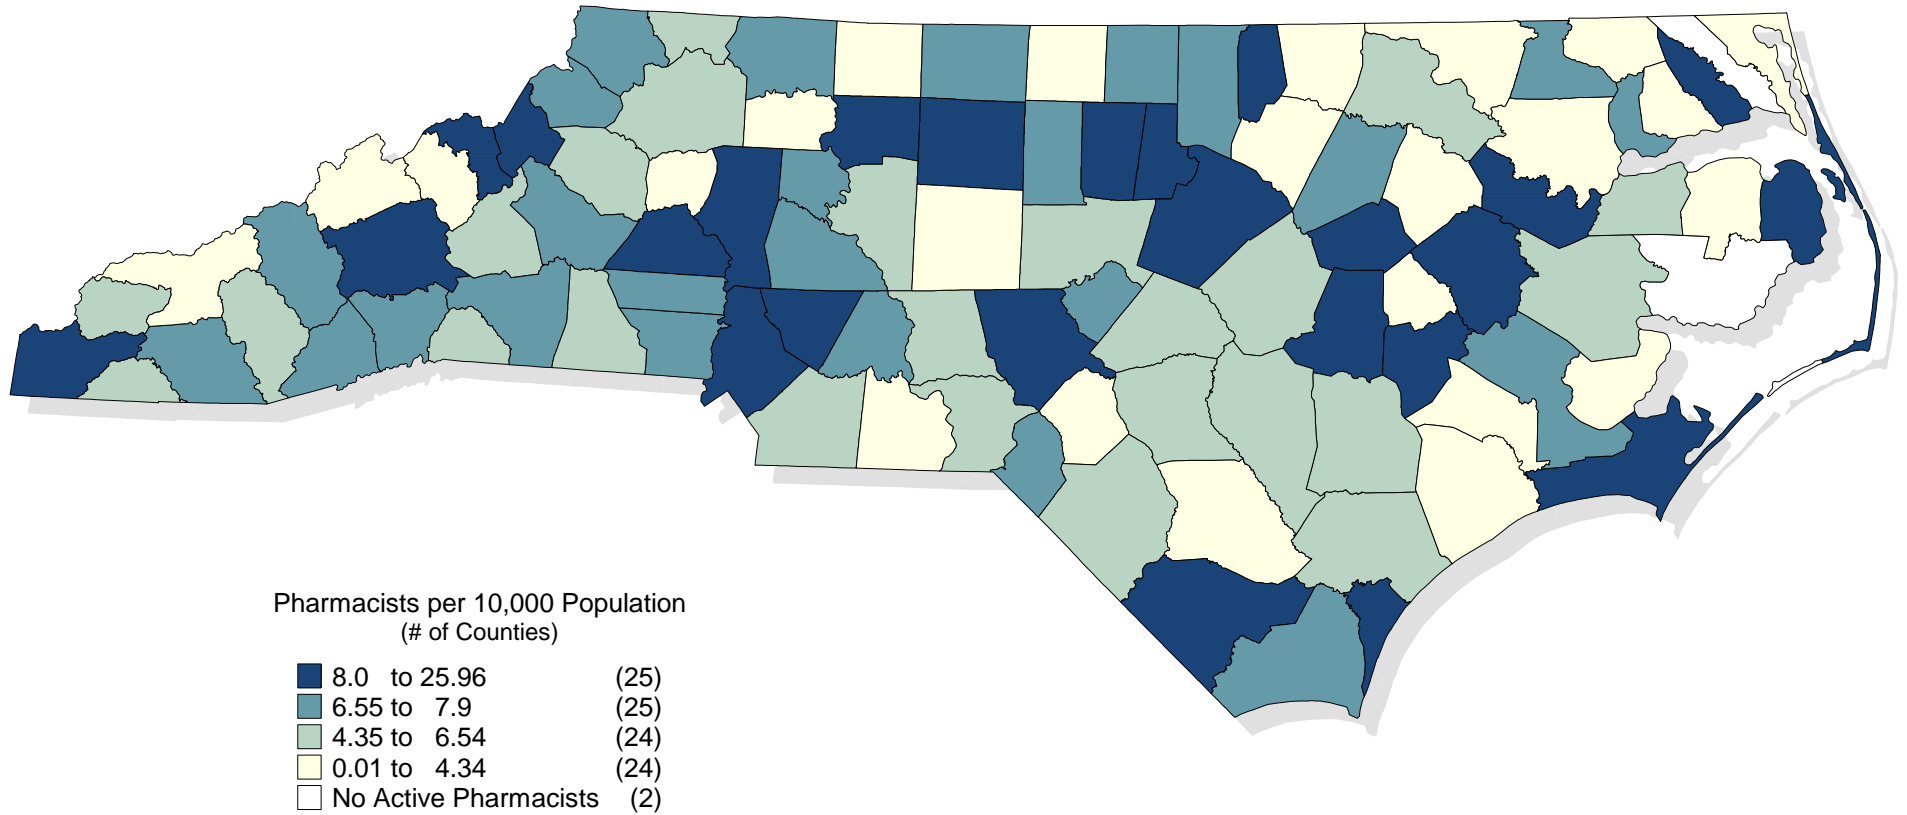 Pharmacists per 10,000 Population
(# of Counties)
8.0 to 25.96 (25)
6.55 to 7.9 (25)
4.35 to 6.54 (24)
0.01 to 4.34 (24)
No Active Pharmacists (2)